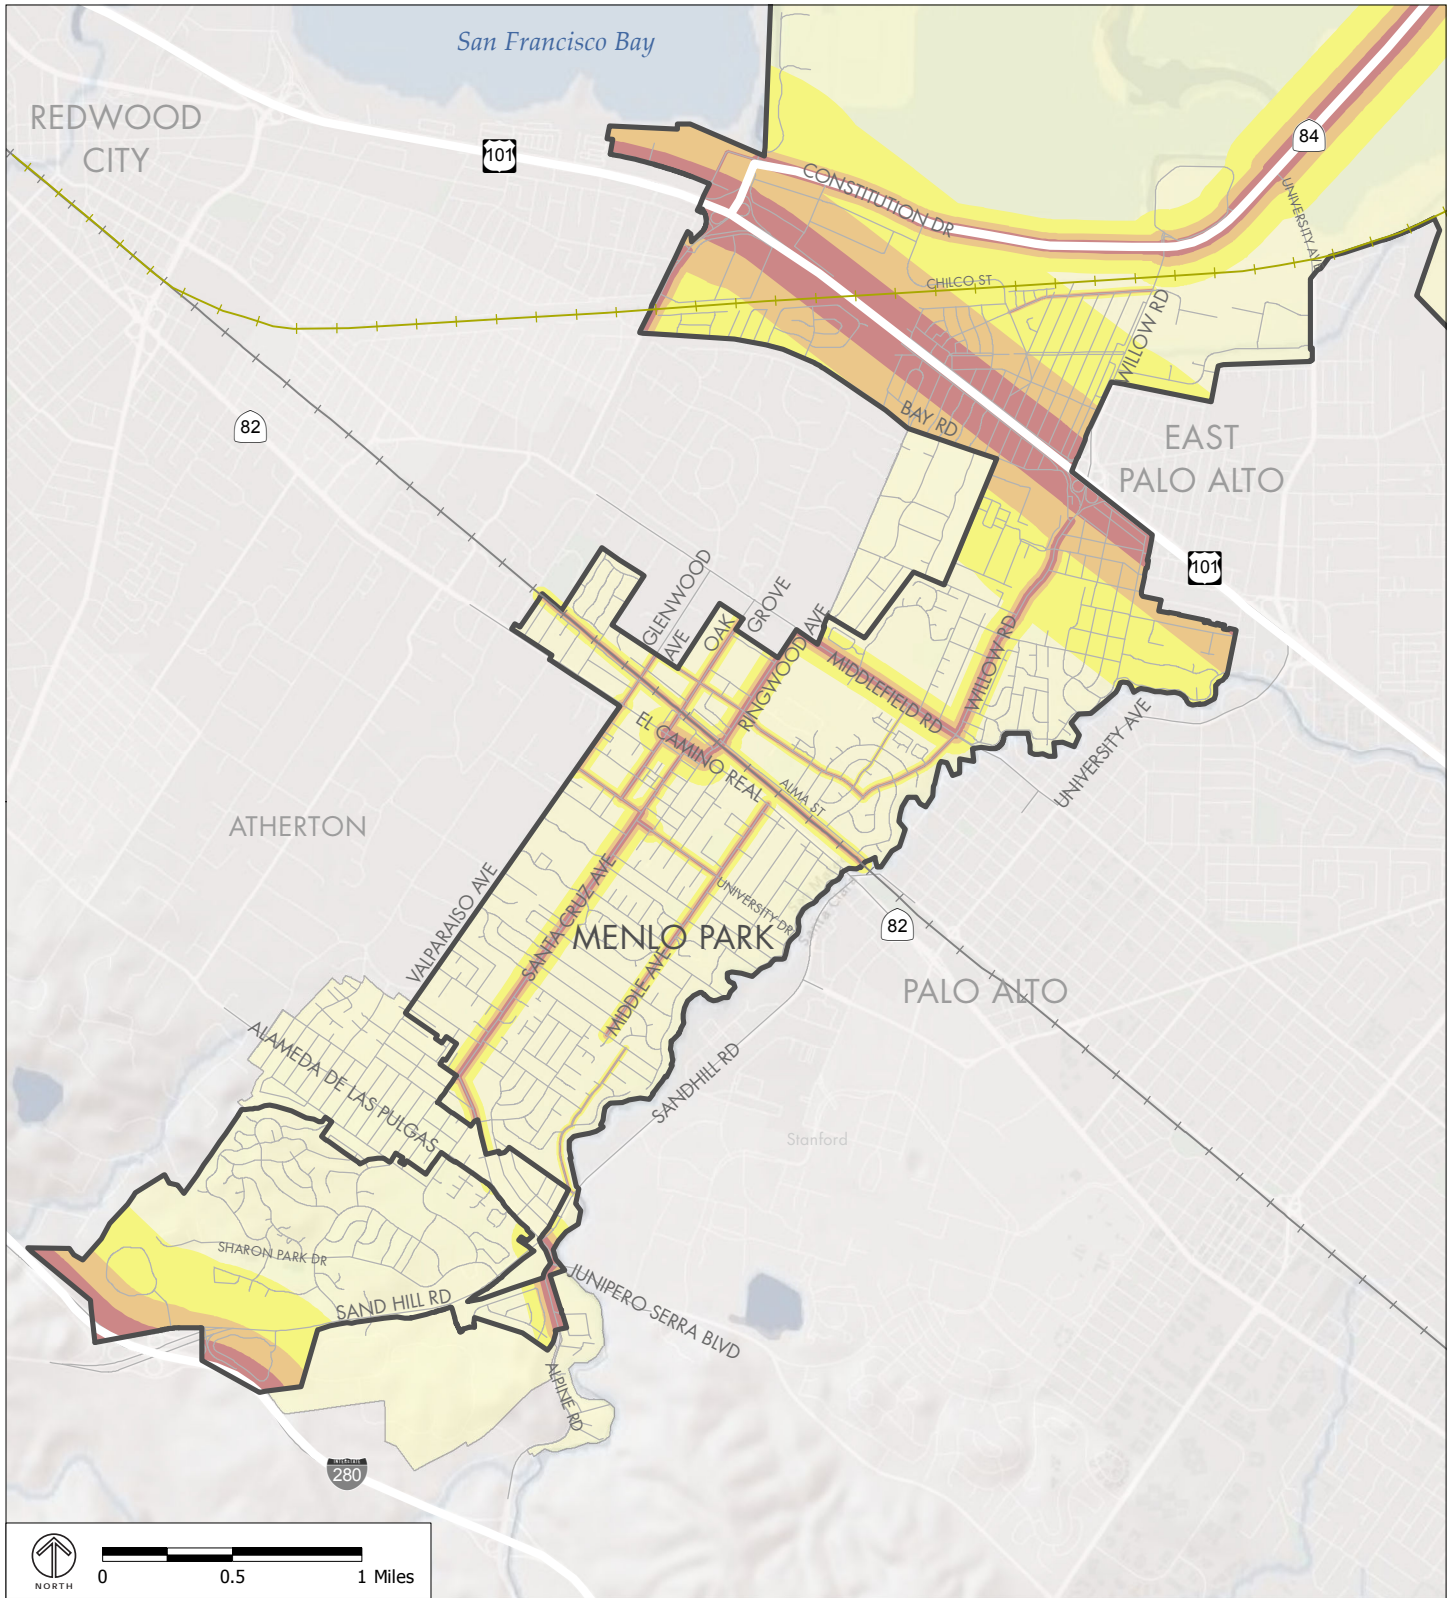 San Francisco Bay
REDWOOD
CITY
101
84
CONSTITUTION DR
UNIVERSITY AVE
CHILCO ST
WILLOW RD
82
BAY RD
EAST
PALO ALTO
101
GLENWOOD
AVE
OAK
GROVE
RINGWOOD AVE
MIDDLEFIELD RD
WILLOW RD
EL CAMINO REAL
ALMA ST
UNIVERSITY AVE
ATHERTON
VALPARAISO AVE
SANTA CRUZ AVE
UNIVERSITY DR
MENLO PARK
82
MIDDLE AVE
PALO ALTO
ALAMEDA DE LAS PULGAS
SANDHILL RD
Stanford
SHARON PARK DR
SAND HILL RD
JUNIPERO SERRA BLVD
ALPINE RD
INTERSTATE
280
NORTH
0 0.5 1 Miles